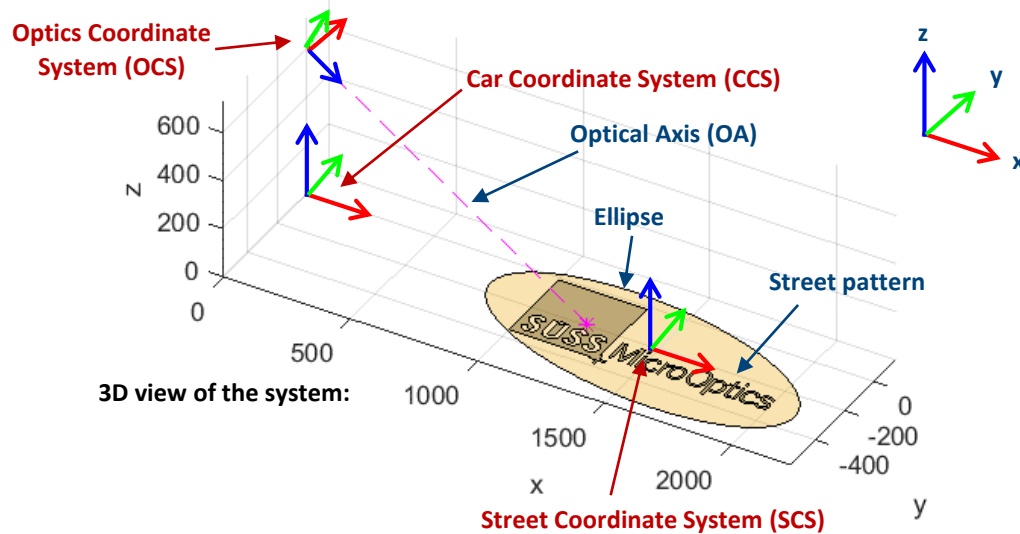 Optics Coordinate
System (OCS)
Car Coordinate System (CCS)
Optical Axis (OA)
z
y
x
600
400
200
0
z
Ellipse
Street pattern
0
500
1000
1500
2000
x
0
-200
-400
y
SUSS
MicroOptics
3D view of the system:
Street Coordinate System (SCS)